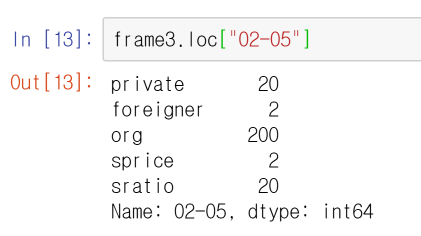 In [13]: frame3.loc["02-05"]
Out[13]: private 20
foreigner 2
org 200
sprice 2
sratio 20
Name: 02-05, dtype: int64